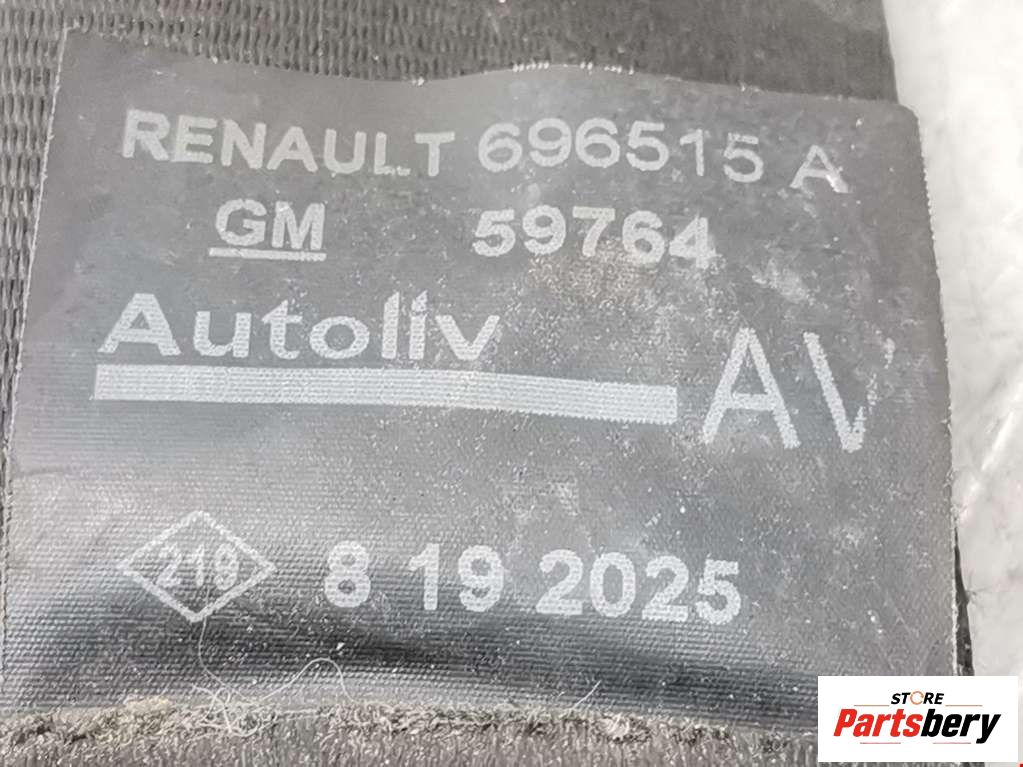 RENAULT 696515 A
GM 59764
Autoliv AV
219 8 19 2025
STORE
Partsbery